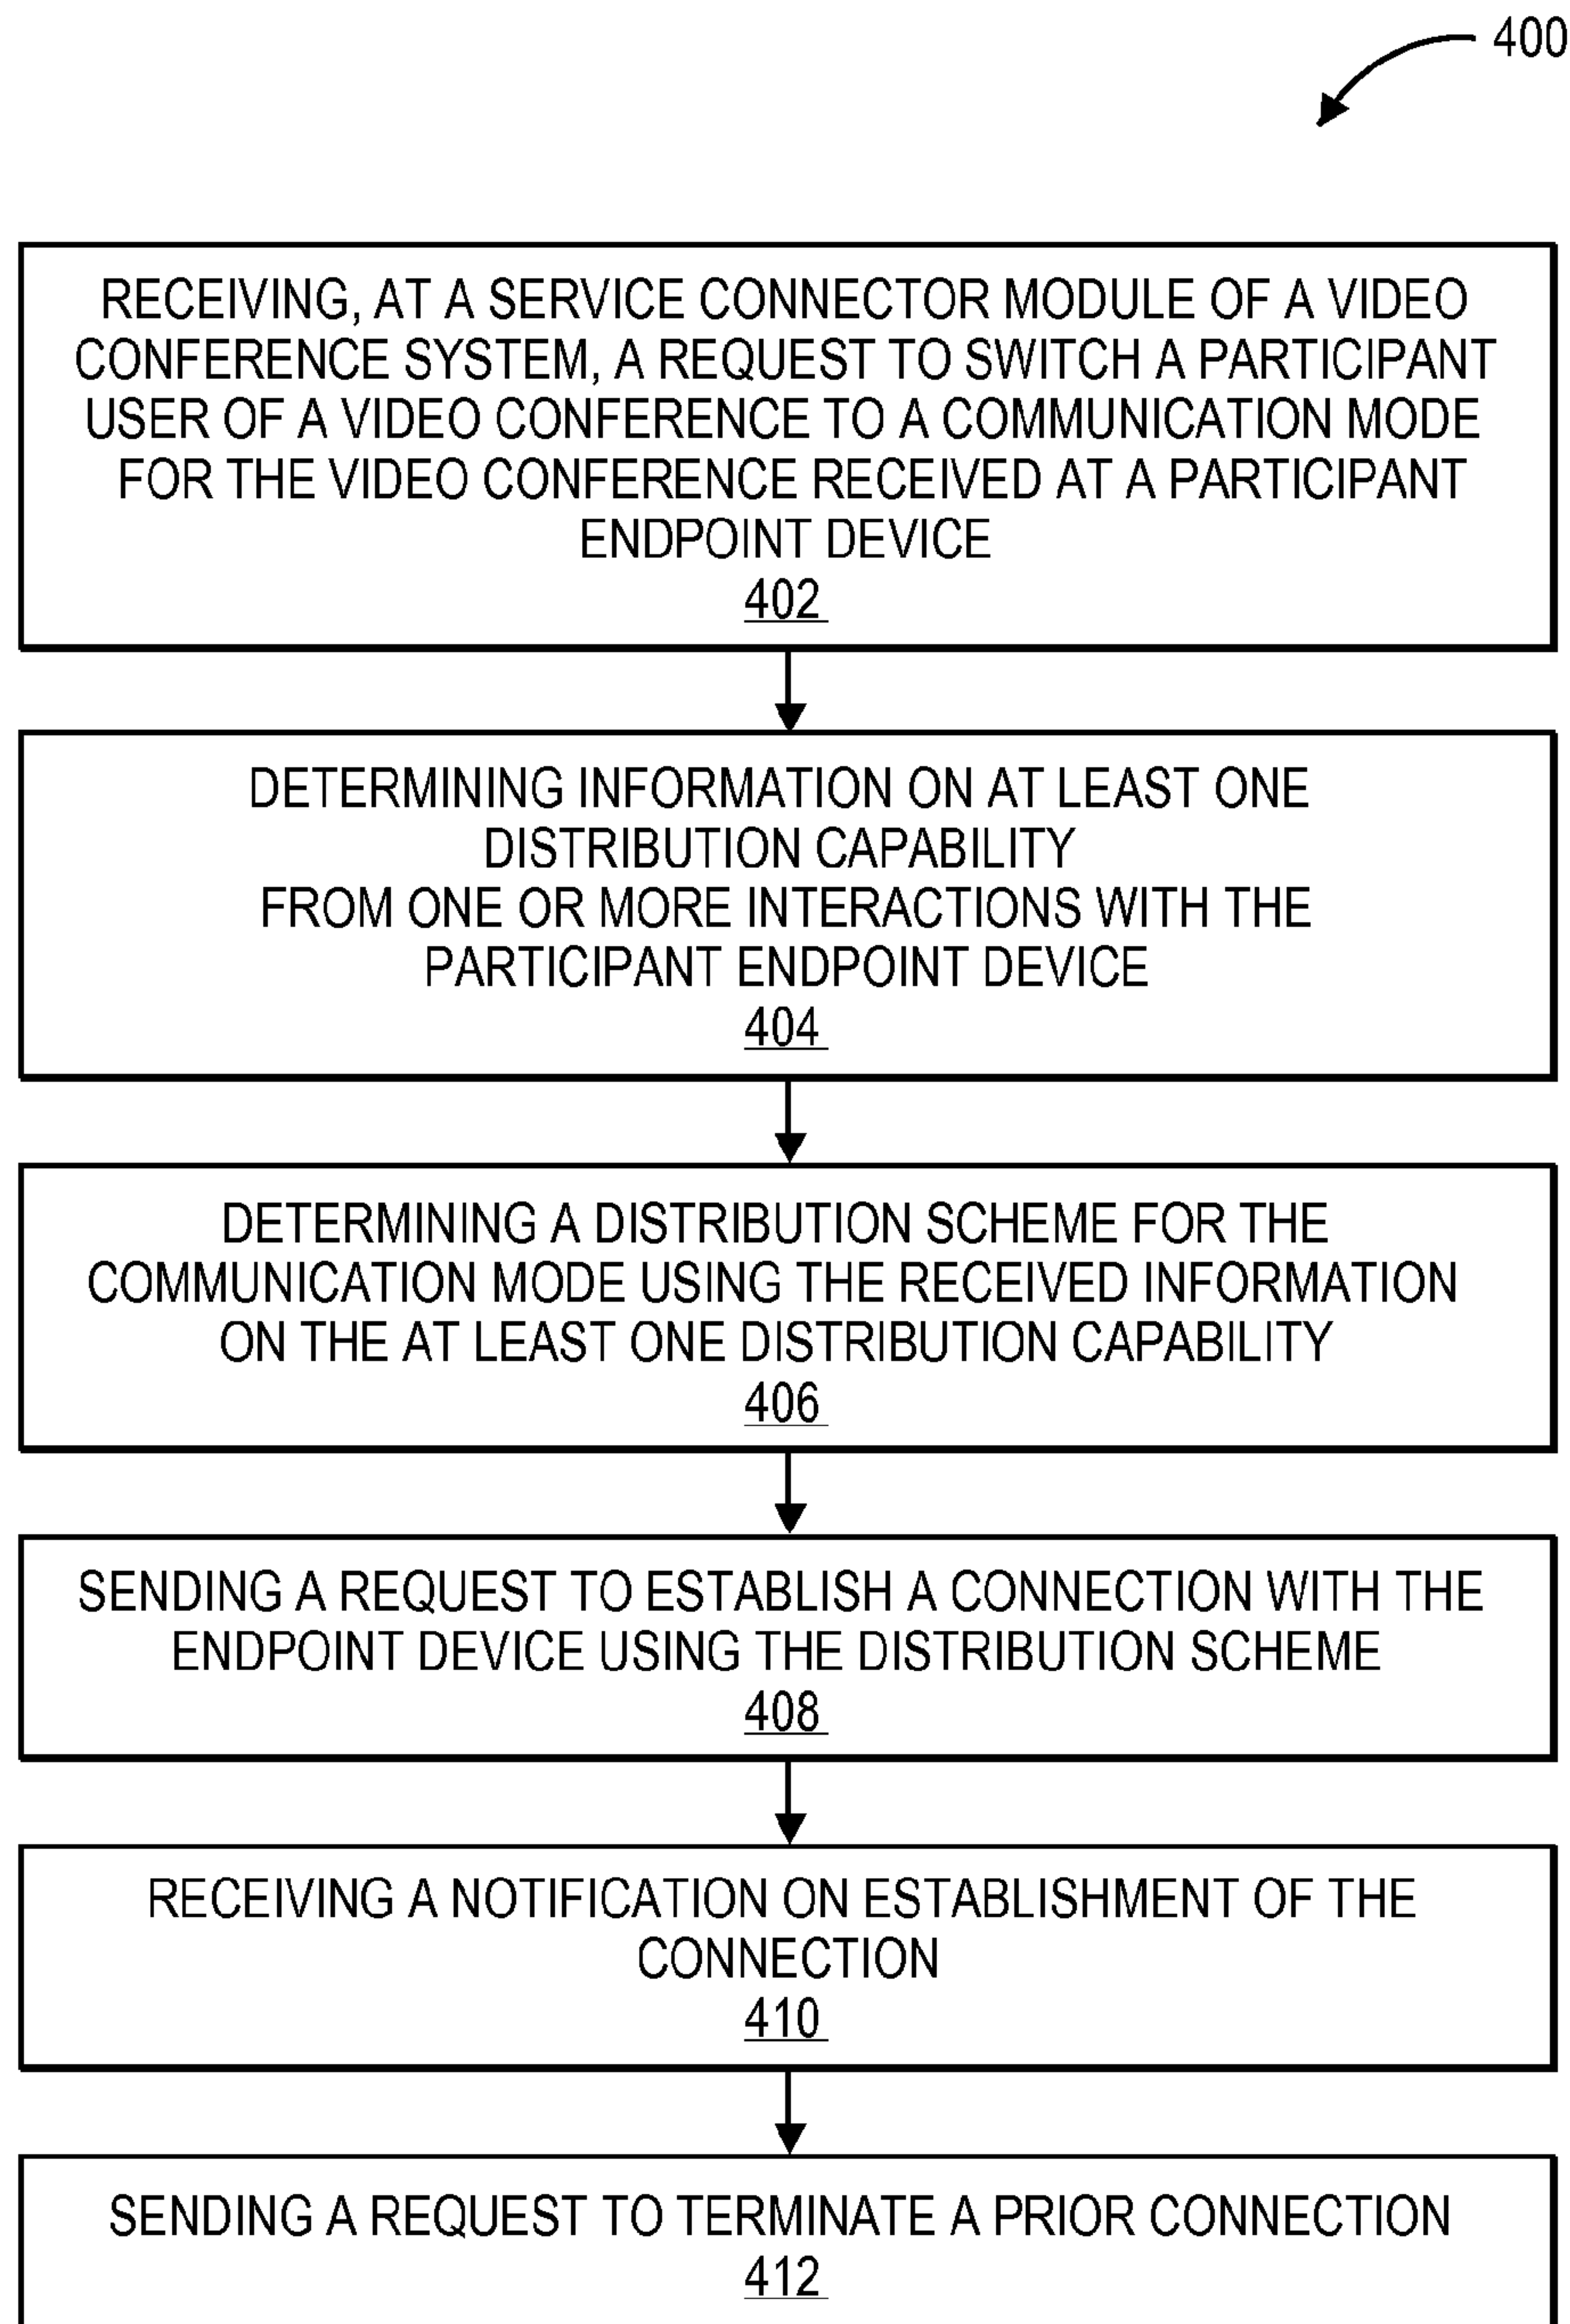 400
RECEIVING, AT A SERVICE CONNECTOR MODULE OF A VIDEO
CONFERENCE SYSTEM, A REQUEST TO SWITCH A PARTICIPANT
USER OF A VIDEO CONFERENCE TO A COMMUNICATION MODE
FOR THE VIDEO CONFERENCE RECEIVED AT A PARTICIPANT
ENDPOINT DEVICE
402
DETERMINING INFORMATION ON AT LEAST ONE
DISTRIBUTION CAPABILITY
FROM ONE OR MORE INTERACTIONS WITH THE
PARTICIPANT ENDPOINT DEVICE
404
DETERMINING A DISTRIBUTION SCHEME FOR THE
COMMUNICATION MODE USING THE RECEIVED INFORMATION
ON THE AT LEAST ONE DISTRIBUTION CAPABILITY
406
SENDING A REQUEST TO ESTABLISH A CONNECTION WITH THE
ENDPOINT DEVICE USING THE DISTRIBUTION SCHEME
408
RECEIVING A NOTIFICATION ON ESTABLISHMENT OF THE
CONNECTION
410
SENDING A REQUEST TO TERMINATE A PRIOR CONNECTION
412